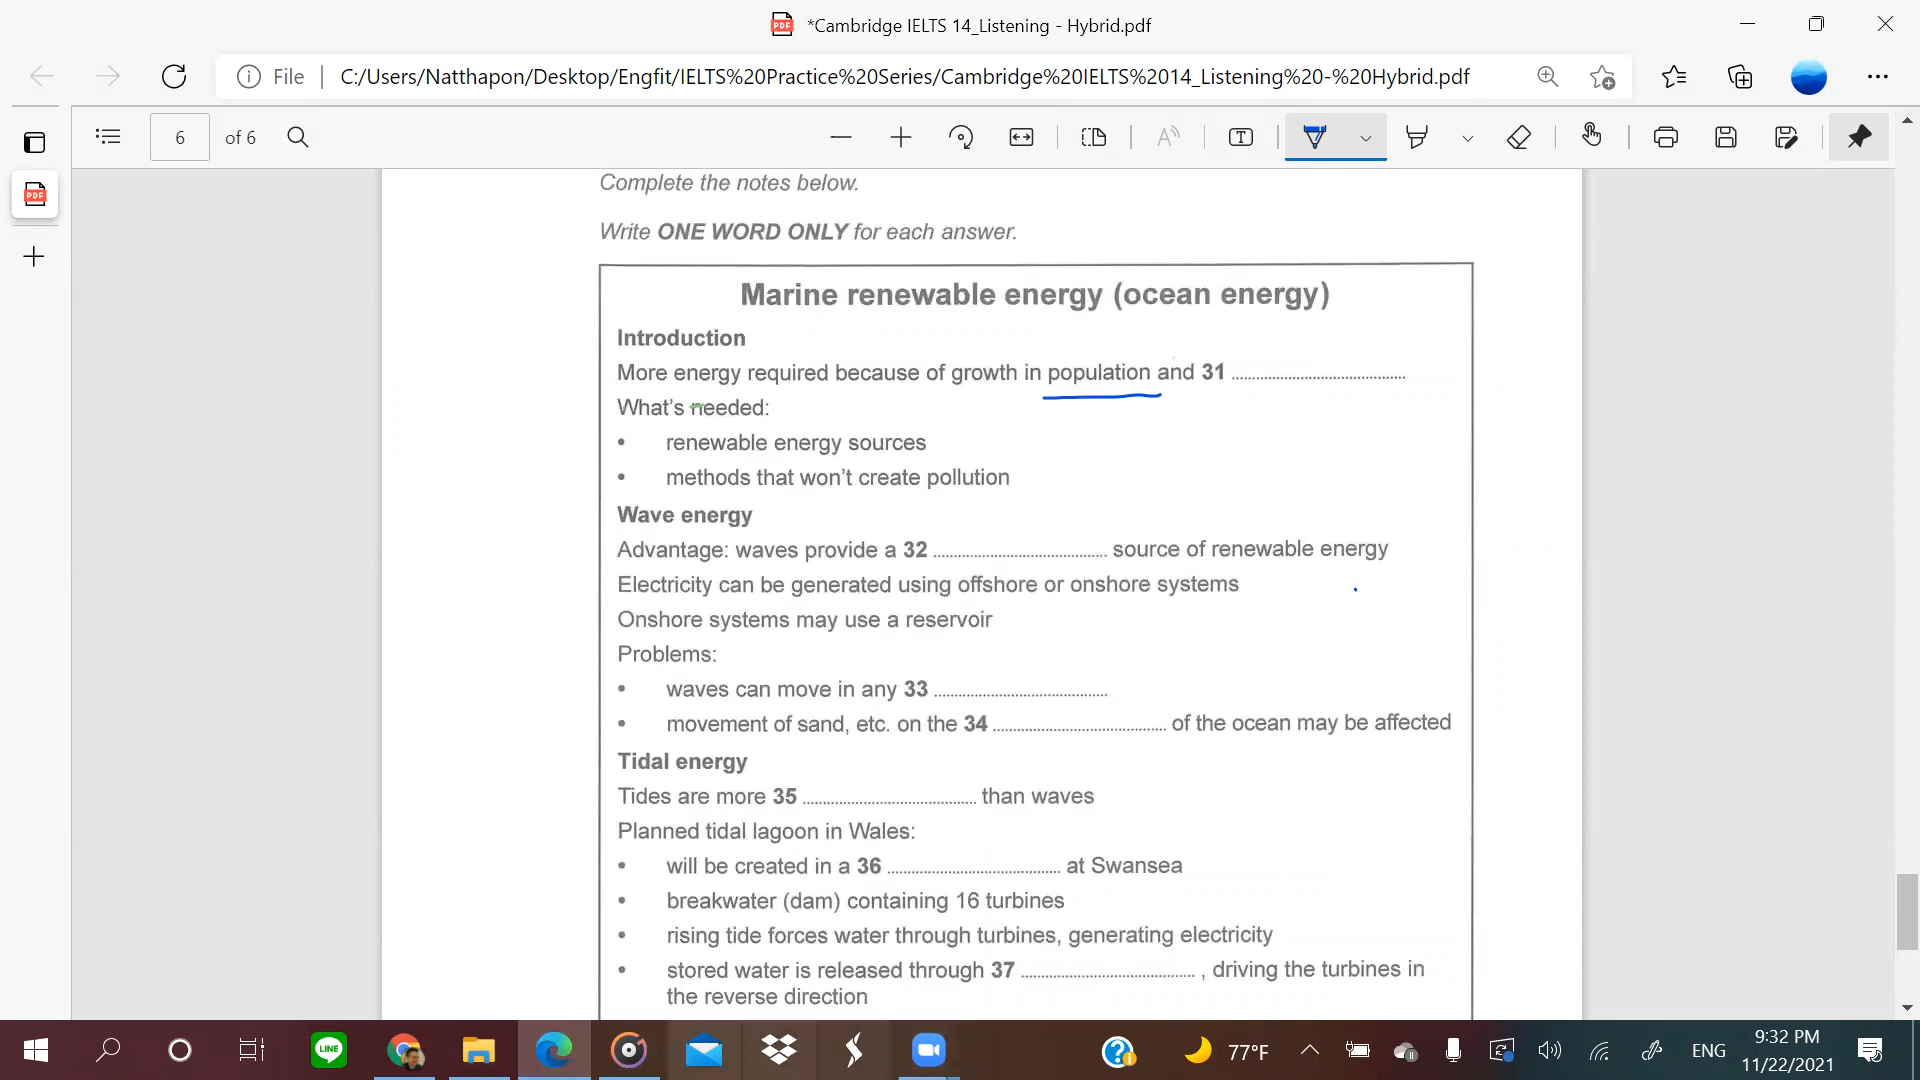 *Cambridge IELTS 14_Listening - Hybrid.pdf
File
C:/Users/Natthapon/Desktop/Engfit/IELTS%20Practice%20Series/Cambridge%20IELTS%2014_Listening%20-%20Hybrid.pdf
6 of 6
Complete the notes below.
Write ONE WORD ONLY for each answer.
Marine renewable energy (ocean energy)
Introduction
More energy required because of growth in population and 31 ..............................
What's needed:
• renewable energy sources
• methods that won't create pollution
Wave energy
Advantage: waves provide a 32 .............................. source of renewable energy
Electricity can be generated using offshore or onshore systems
Onshore systems may use a reservoir
Problems:
• waves can move in any 33 ..............................
• movement of sand, etc. on the 34 .............................. of the ocean may be affected
Tidal energy
Tides are more 35 .............................. than waves
Planned tidal lagoon in Wales:
• will be created in a 36 .............................. at Swansea
• breakwater (dam) containing 16 turbines
• rising tide forces water through turbines, generating electricity
• stored water is released through 37 .............................. , driving the turbines in
the reverse direction
LINE
77°F
ENG
9:32 PM
11/22/2021